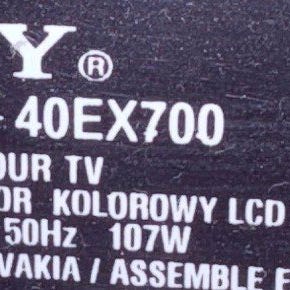 Y®
- 40EX700
OUR TV
OR KOLOROWY LCD
50Hz 107W
VAKIA / ASSEMBLE